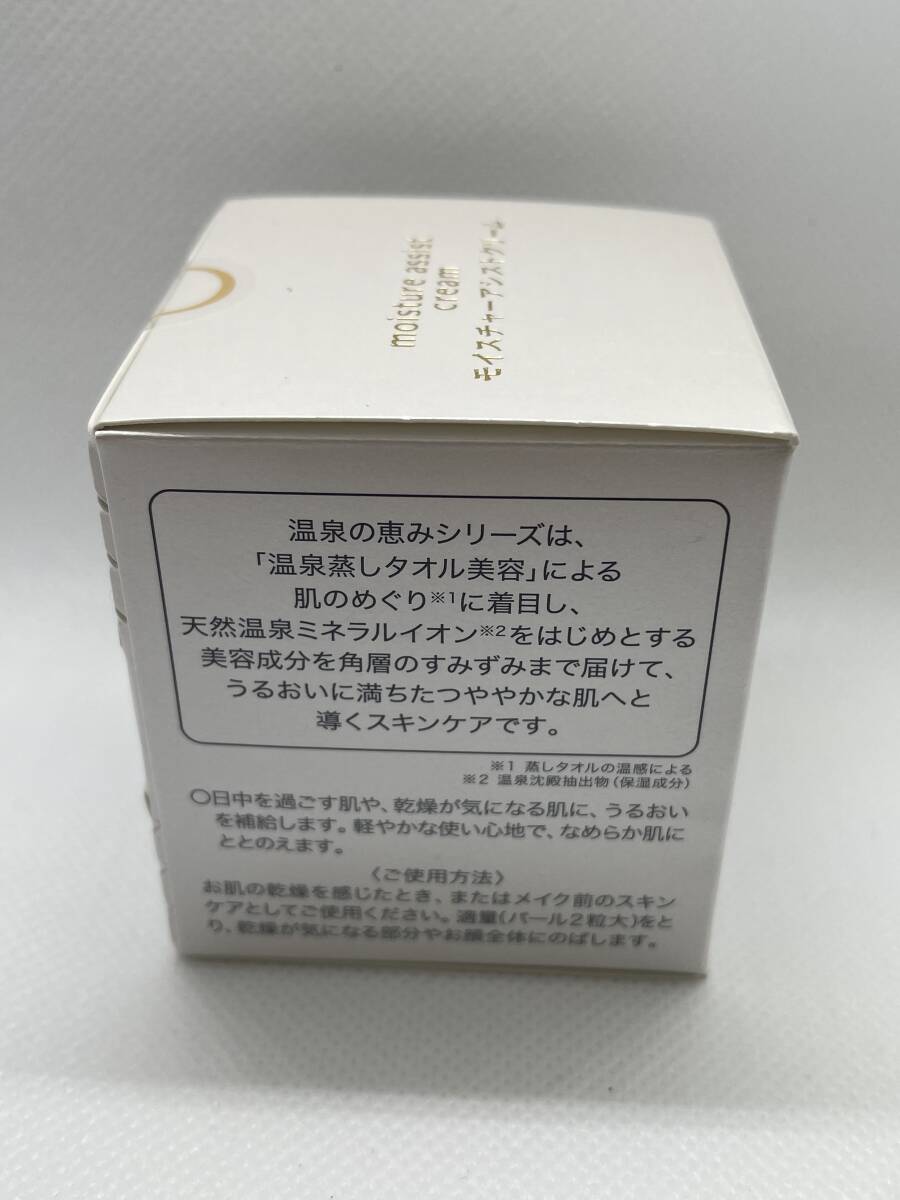 moisture assist
cream
モイスチャーアシストクリーム
温泉の恵みシリーズは、
「温泉蒸しタオル美容」による
肌のめぐり※1に着目し、
天然温泉ミネラルイオン※2をはじめとする
美容成分を角層のすみずみまで届けて、
うるおいに満ちたつややかな肌へと
導くスキンケアです。
※1 蒸しタオルの温感による
※2 温泉沈殿抽出物(保湿成分)
○日中を過ごす肌や、乾燥が気になる肌に、うるおい
を補給します。軽やかな使い心地で、なめらか肌に
ととのえます。
〈ご使用方法〉
お肌の乾燥を感じたとき、またはメイク前のスキン
ケアとしてご使用ください。適量(パール2粒大)をと
り、乾燥が気になる部分やお顔全体にのばします。